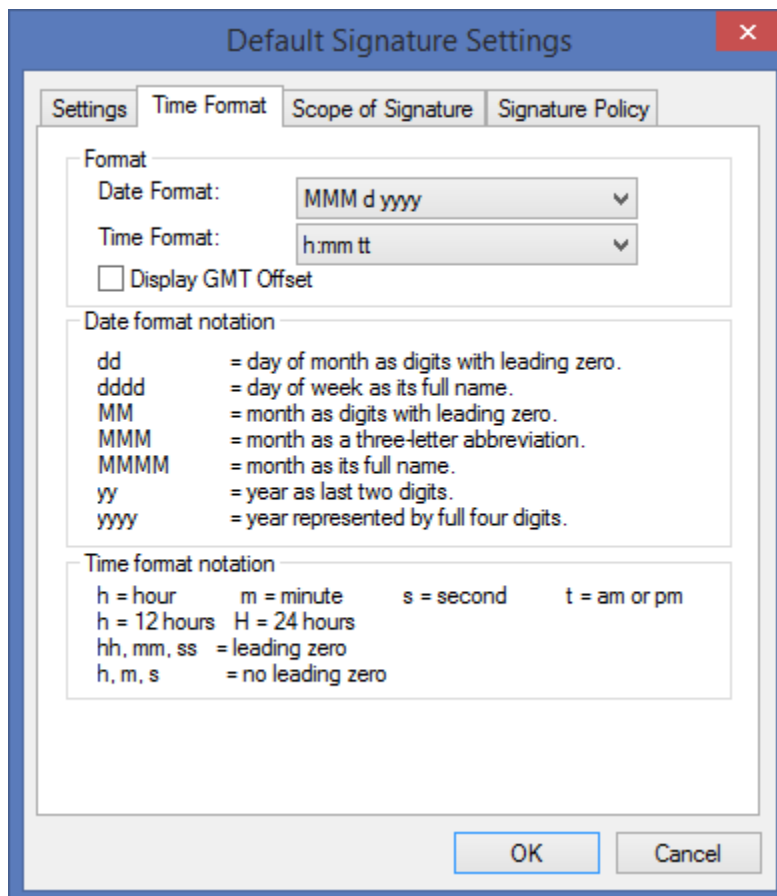 Default Signature Settings
Settings Time Format Scope of Signature Signature Policy
Format
Date Format: MMM d yyyy
Time Format: h:mm tt
Display GMT Offset
Date format notation
dd = day of month as digits with leading zero.
dddd = day of week as its full name.
MM = month as digits with leading zero.
MMM = month as a three-letter abbreviation.
MMMM = month as its full name.
yy = year as last two digits.
yyyy = year represented by full four digits.
Time format notation
h = hour m = minute s = second t = am or pm
h = 12 hours H = 24 hours
hh, mm, ss = leading zero
h, m, s = no leading zero
OK Cancel